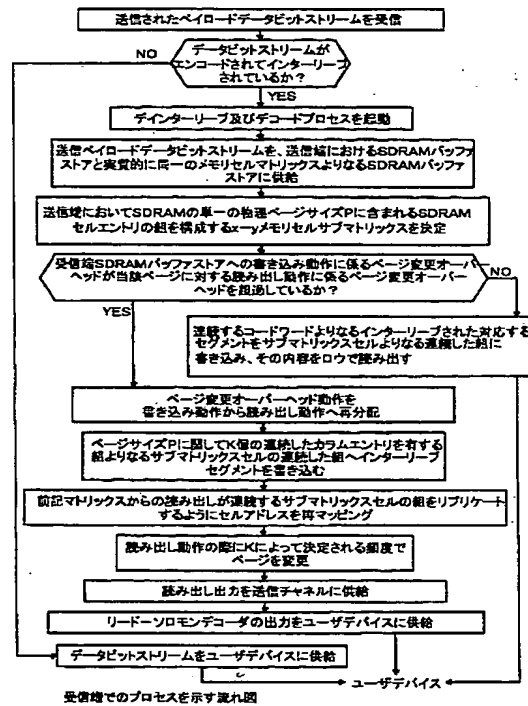 送信されたペイロードデータビットストリームを受信
NO
データビットストリームが
エンコードされてインターリーブ
されているか?
YES
デインターリーブ及びデコードプロセスを起動
送信ペイロードデータビットストリームを、送信端におけるSDRAMバッファ
ストアと実質的に同一のメモリセルマトリックスよりなるSDRAMバッファ
ストアに供給
送信端においてSDRAMの単一の物理ページサイズPに含まれるSDRAM
セルエントリの組を構成するx-yメモリセルサブマトリックスを決定
受信端SDRAMバッファストアへの書き込み動作に係るページ変更オーバー
ヘッドが当該ページに対する読み出し動作に係るページ変更オーバー
ヘッドを超過しているか?
NO
YES
連続するコードワードよりなるインターリーブされた対応する
セグメントをサブマトリックスセルよりなる連続した組に
書き込み、その内容をロウで読み出す
ページ変更オーバーヘッド動作を
書き込み動作から読み出し動作へ再分配
ページサイズPに関してK個の連続したカラムエントリを有する
組よりなるサブマトリックスセルの連続した組へインターリーブ
セグメントを書き込む
前記マトリックスからの読み出しが連続するサブマトリックスセルの組をリプリケート
するようにセルアドレスを再マッピング
読み出し動作の際にKによって決定される頻度で
ページを変更
読み出し出力を送信チャネルに供給
リードーソロモンデコーダの出力をユーザデバイスに供給
データビットストリームをユーザデバイスに供給
ユーザデバイス
受信端でのプロセスを示す流れ図